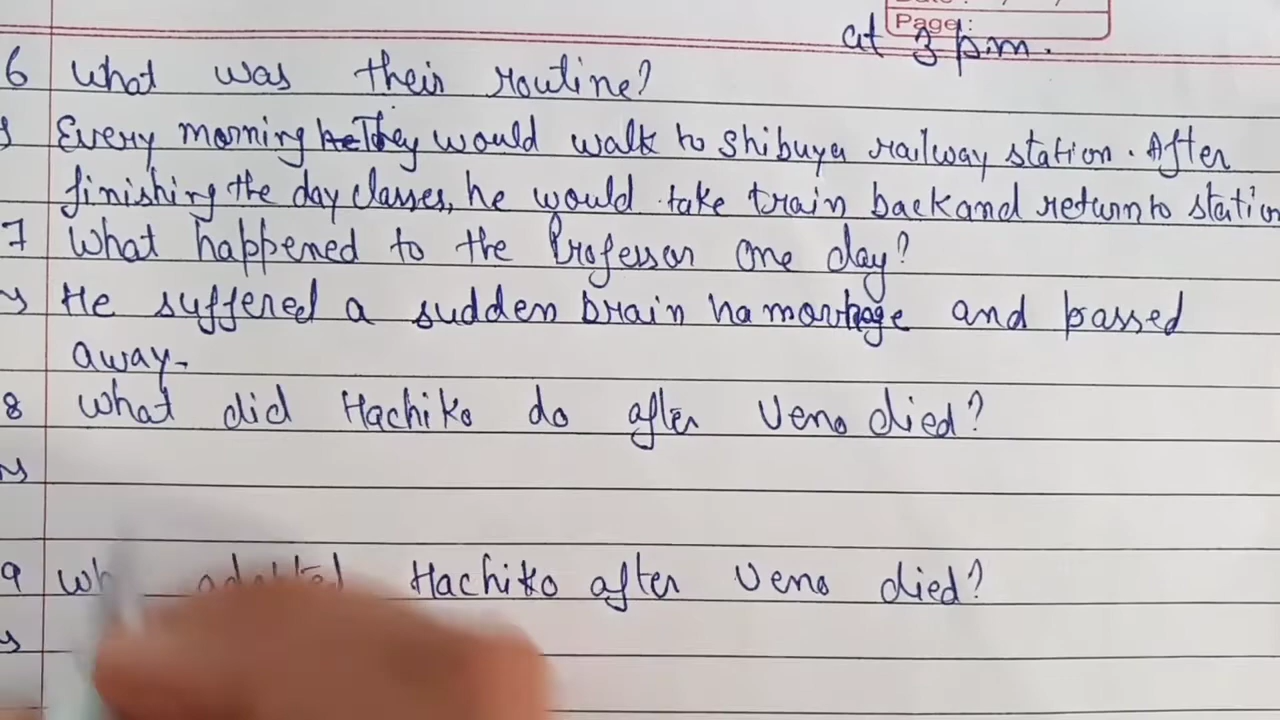 Page:
at 3 p.m.
6 What was their routine?
Every morning They would walk to Shibuya railway station. After
finishing the day classes, he would take train back and return to station
7 What happened to the Professor one day?
He suffered a sudden brain hamorrhage and passed
away.
8 What did Hachiko do after Ueno died?
9 Hachiko after Ueno died?